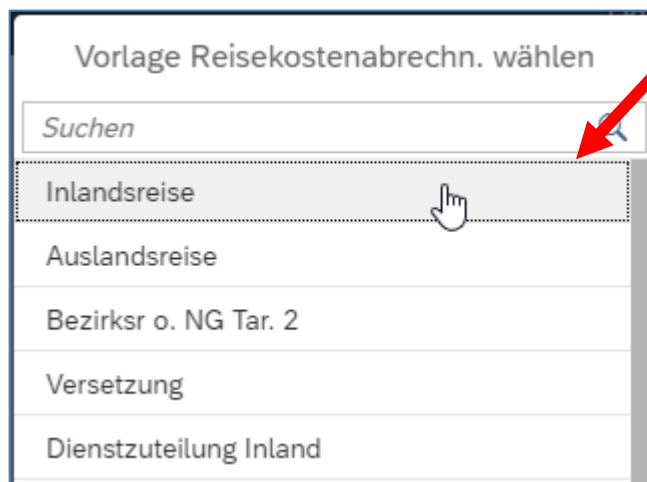 Vorlage Reisekostenabrechn. wählen
Suchen
Inlandsreise
Auslandsreise
Bezirksr o. NG Tar. 2
Versetzung
Dienstzuteilung Inland